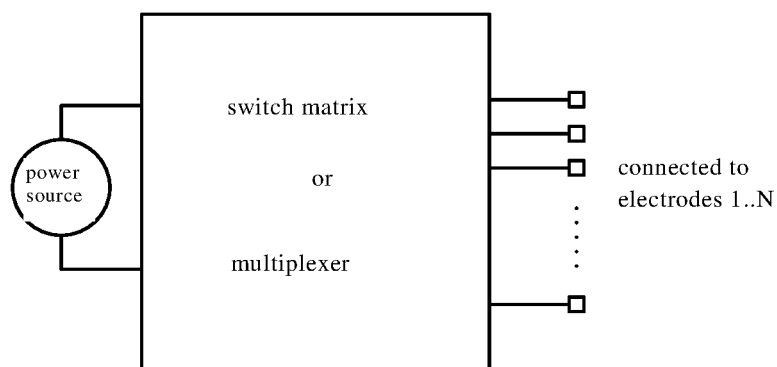 switch matrix
or
multiplexer
power
source
connected to
electrodes 1..N